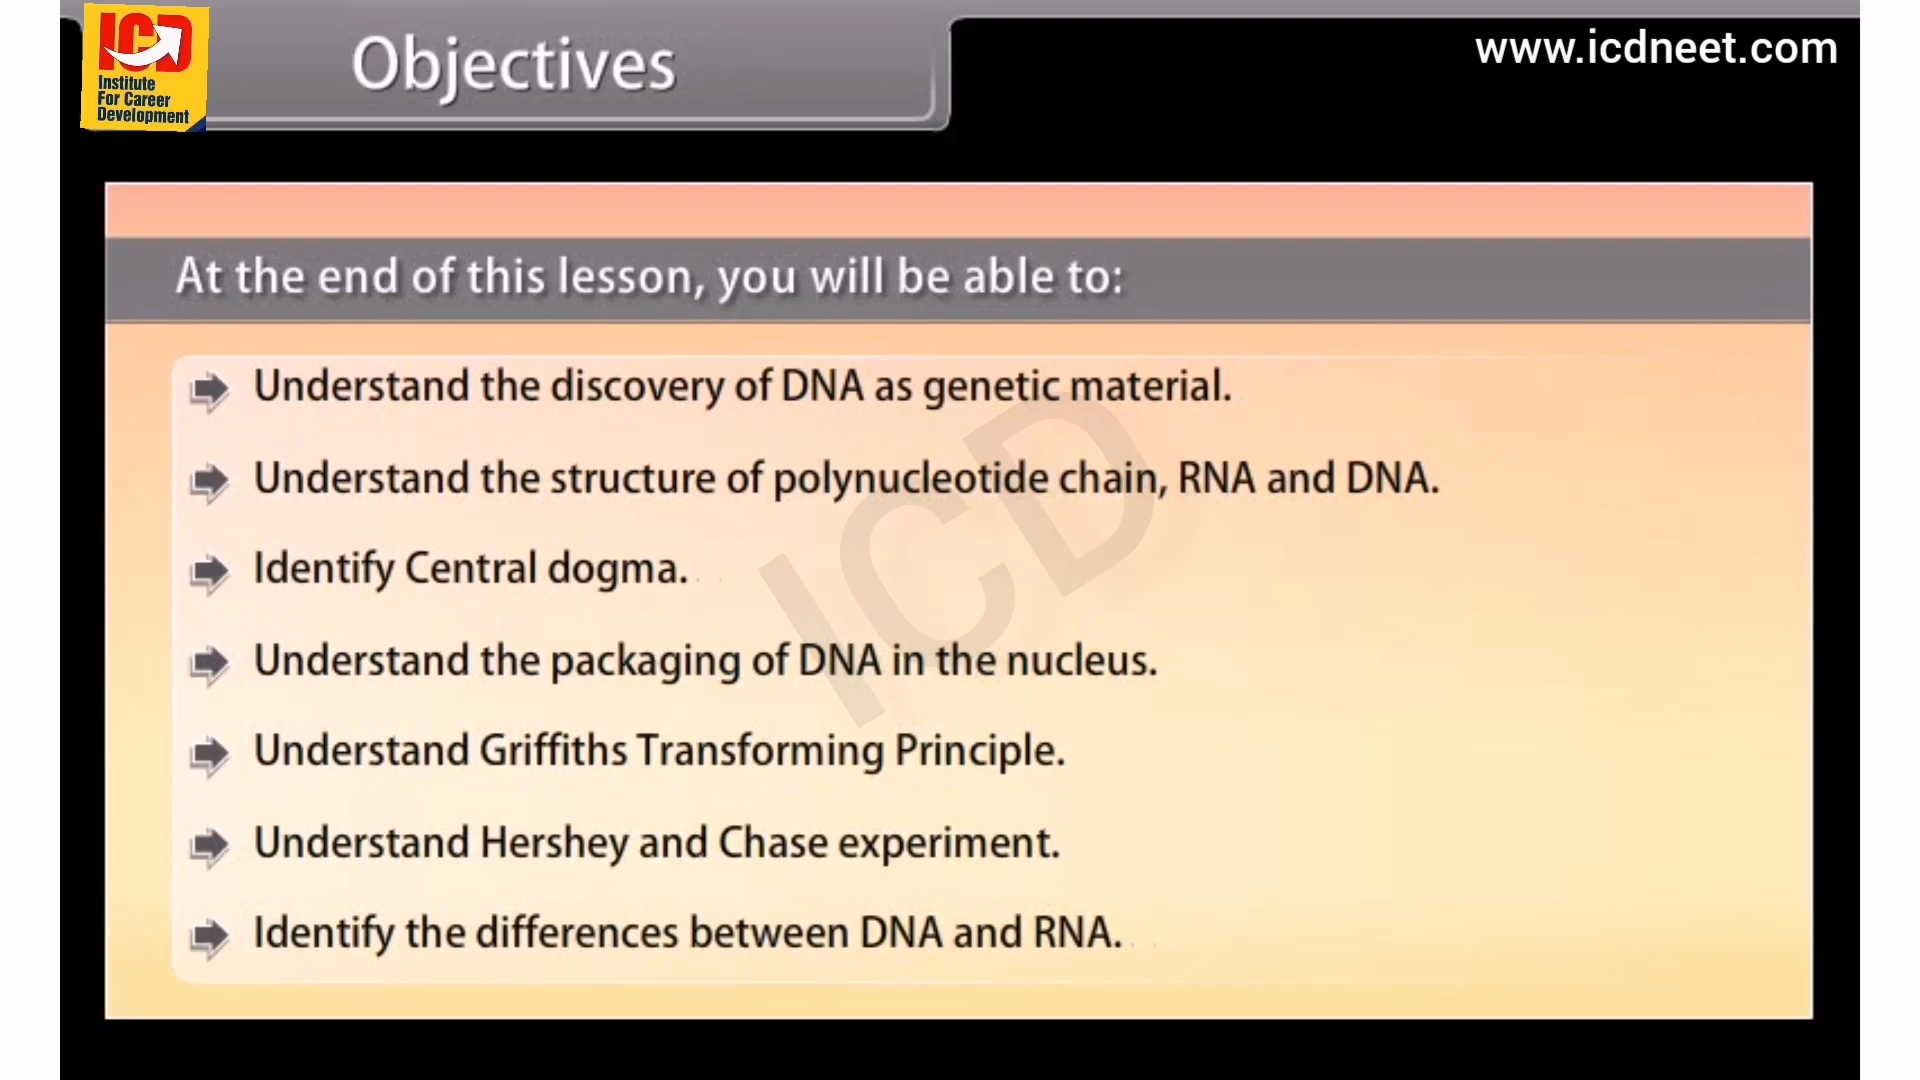 ICD
Institute
For Career
Development
Objectives
www.icdneet.com
At the end of this lesson, you will be able to:
Understand the discovery of DNA as genetic material.
Understand the structure of polynucleotide chain, RNA and DNA.
Identify Central dogma.
Understand the packaging of DNA in the nucleus.
Understand Griffiths Transforming Principle.
Understand Hershey and Chase experiment.
Identify the differences between DNA and RNA.
ICD